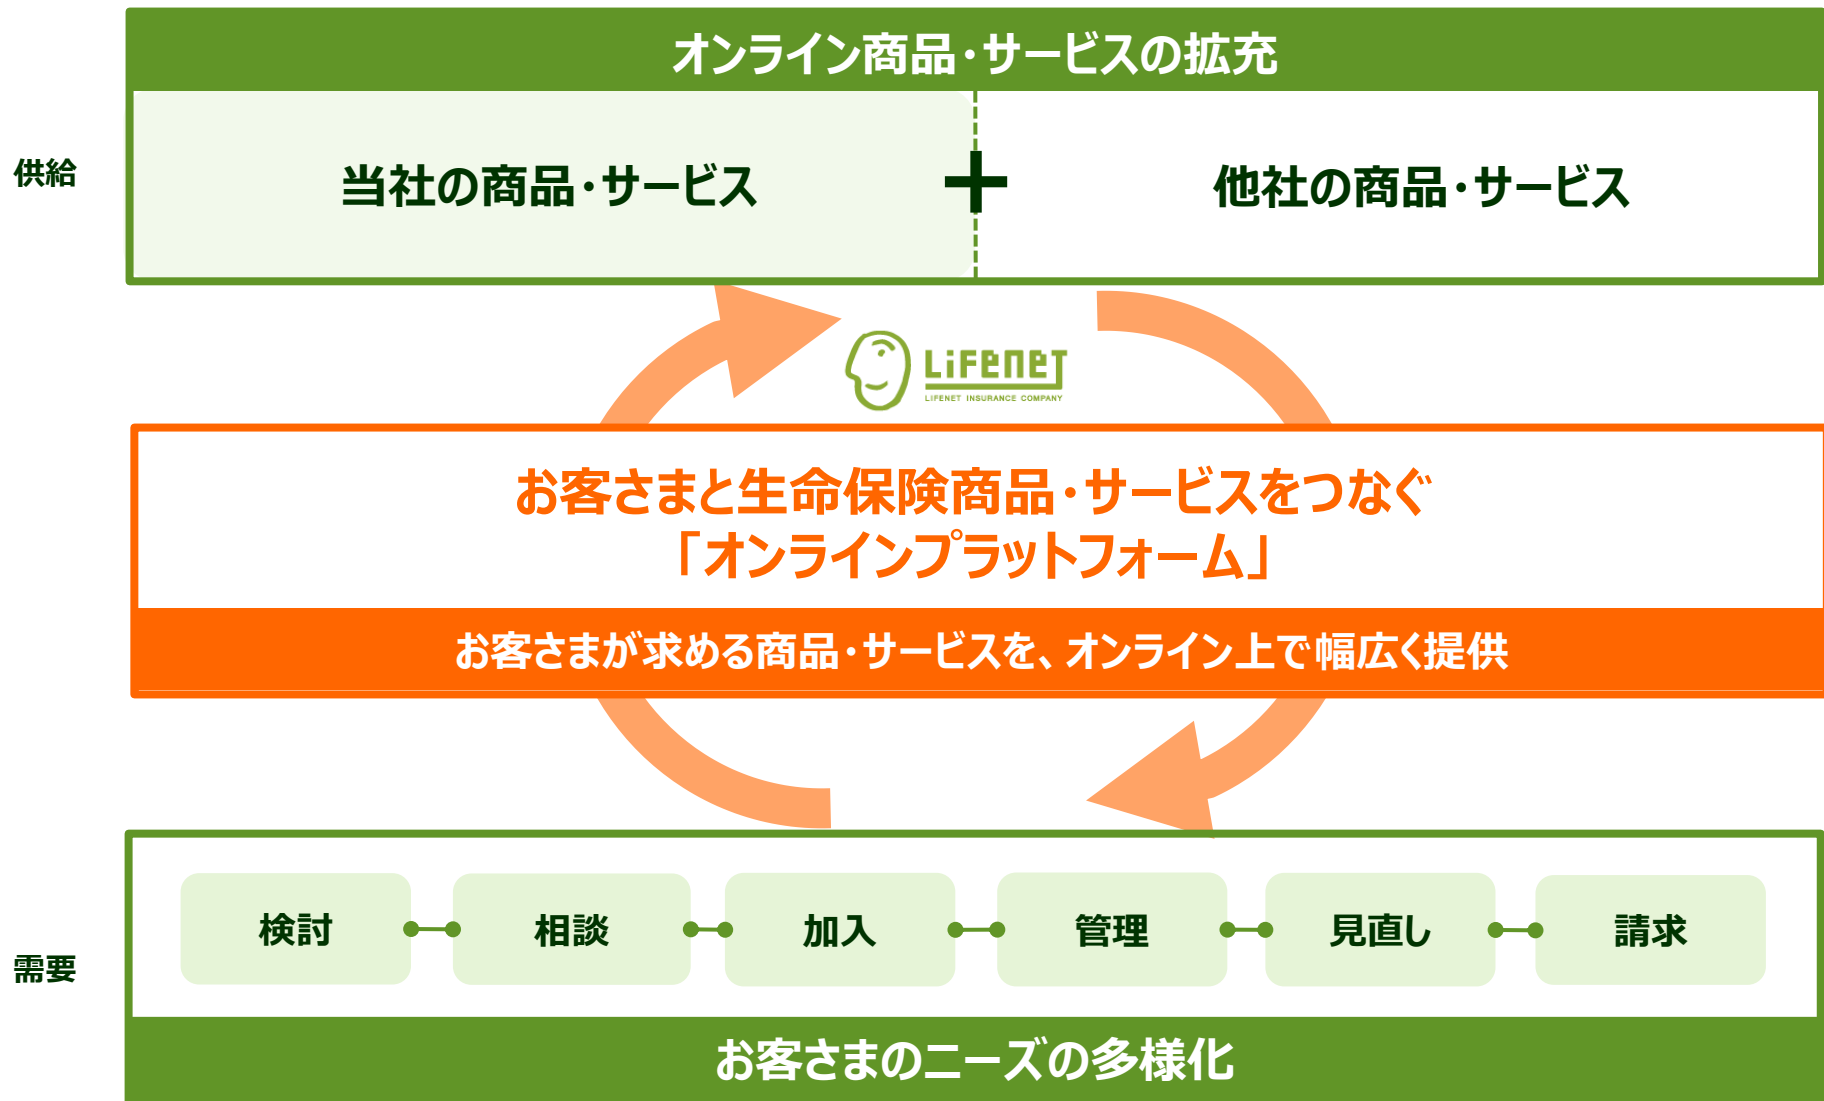 オンライン商品・サービスの拡充
供給
当社の商品・サービス
+
他社の商品・サービス
LIFENET
LIFENET INSURANCE COMPANY
お客さまと生命保険商品・サービスをつなぐ
「オンラインプラットフォーム」
お客さまが求める商品・サービスを、オンライン上で幅広く提供
需要
検討
相談
加入
管理
見直し
請求
お客さまのニーズの多様化